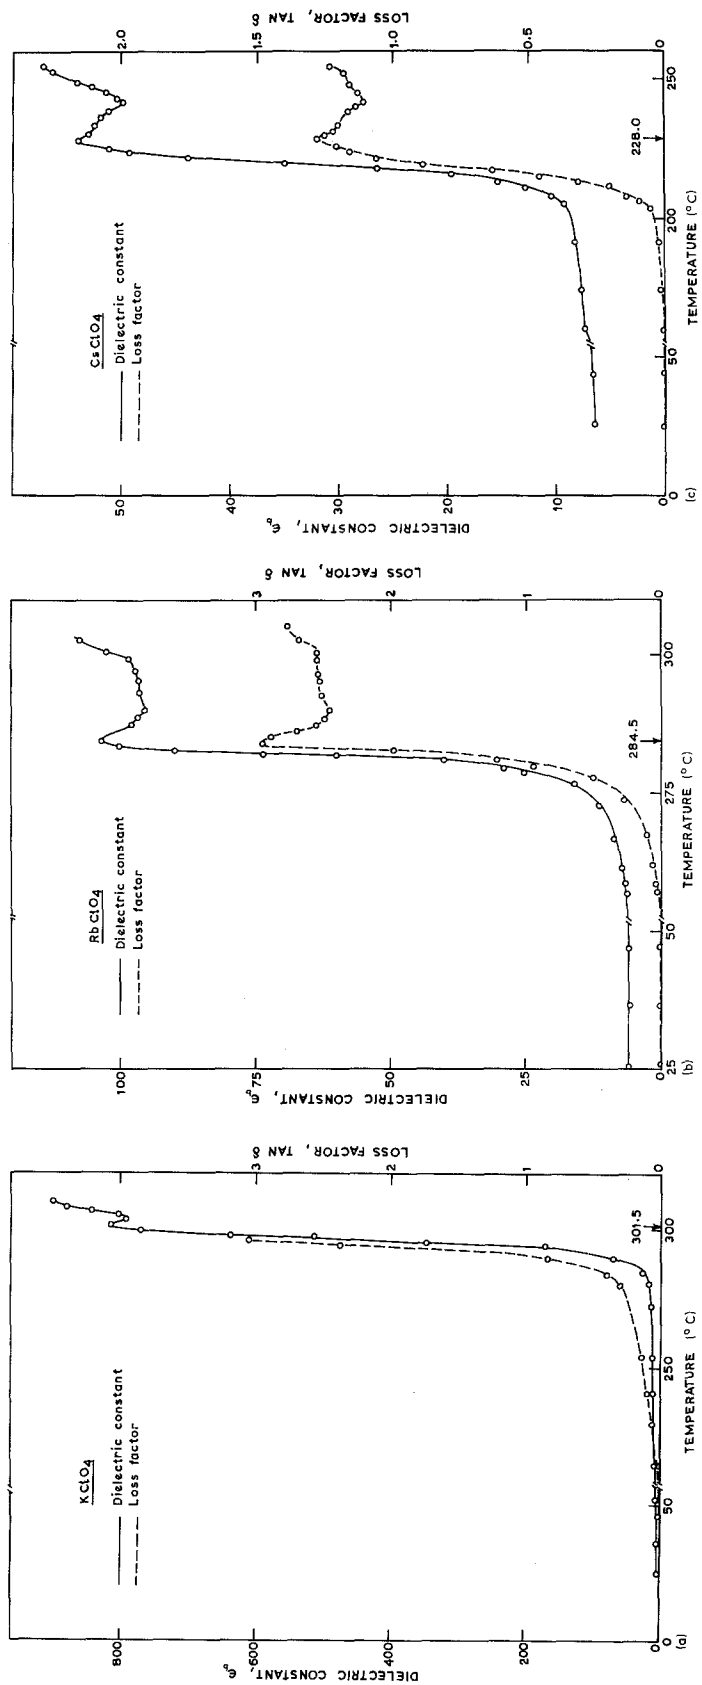 KClO4
Dielectric constant
Loss factor
DIELECTRIC CONSTANT, ϵb
800
600
400
200
0
LOSS FACTOR, TAN δ
3
2
1
0
301.5
50
250
300
TEMPERATURE (°C)
(a)
RbClO4
Dielectric constant
Loss factor
DIELECTRIC CONSTANT, ϵb
100
75
50
25
0
LOSS FACTOR, TAN δ
3
2
1
0
284.5
25
50
275
300
TEMPERATURE (°C)
(b)
CsClO4
Dielectric constant
Loss factor
DIELECTRIC CONSTANT, ϵb
50
40
30
20
10
0
LOSS FACTOR, TAN δ
2.0
1.5
1.0
0.5
0
228.0
0
50
200
250
TEMPERATURE (°C)
(c)